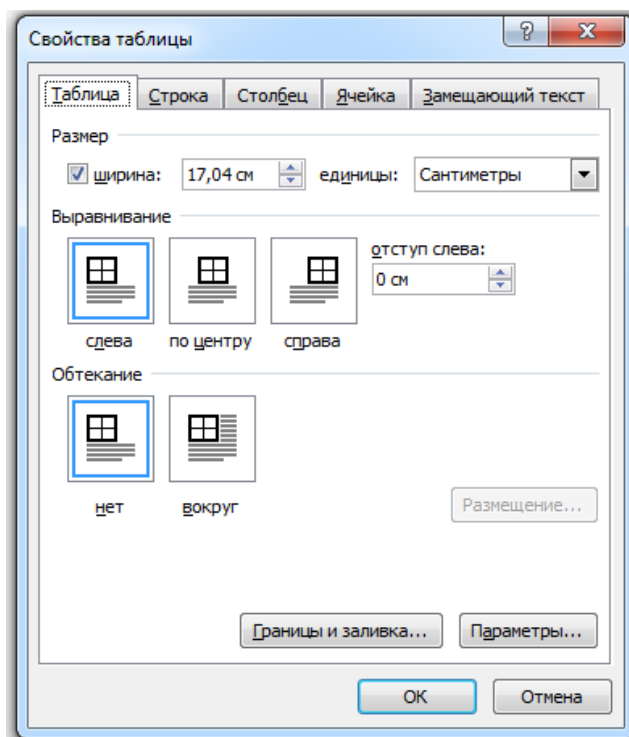 Свойства таблицы
Таблица Строка Столбец Ячейка Замещающий текст
Размер
ширина: 17,04 см единицы: Сантиметры
Выравнивание
отступ слева:
0 см
слева по центру справа
Обтекание
нет вокруг
Размещение...
Границы и заливка... Параметры...
ОК Отмена